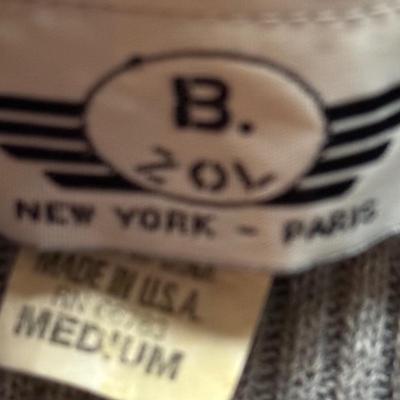 B.
ZOV
NEW YORK - PARIS
MADE IN U.S.A.
MEDIUM